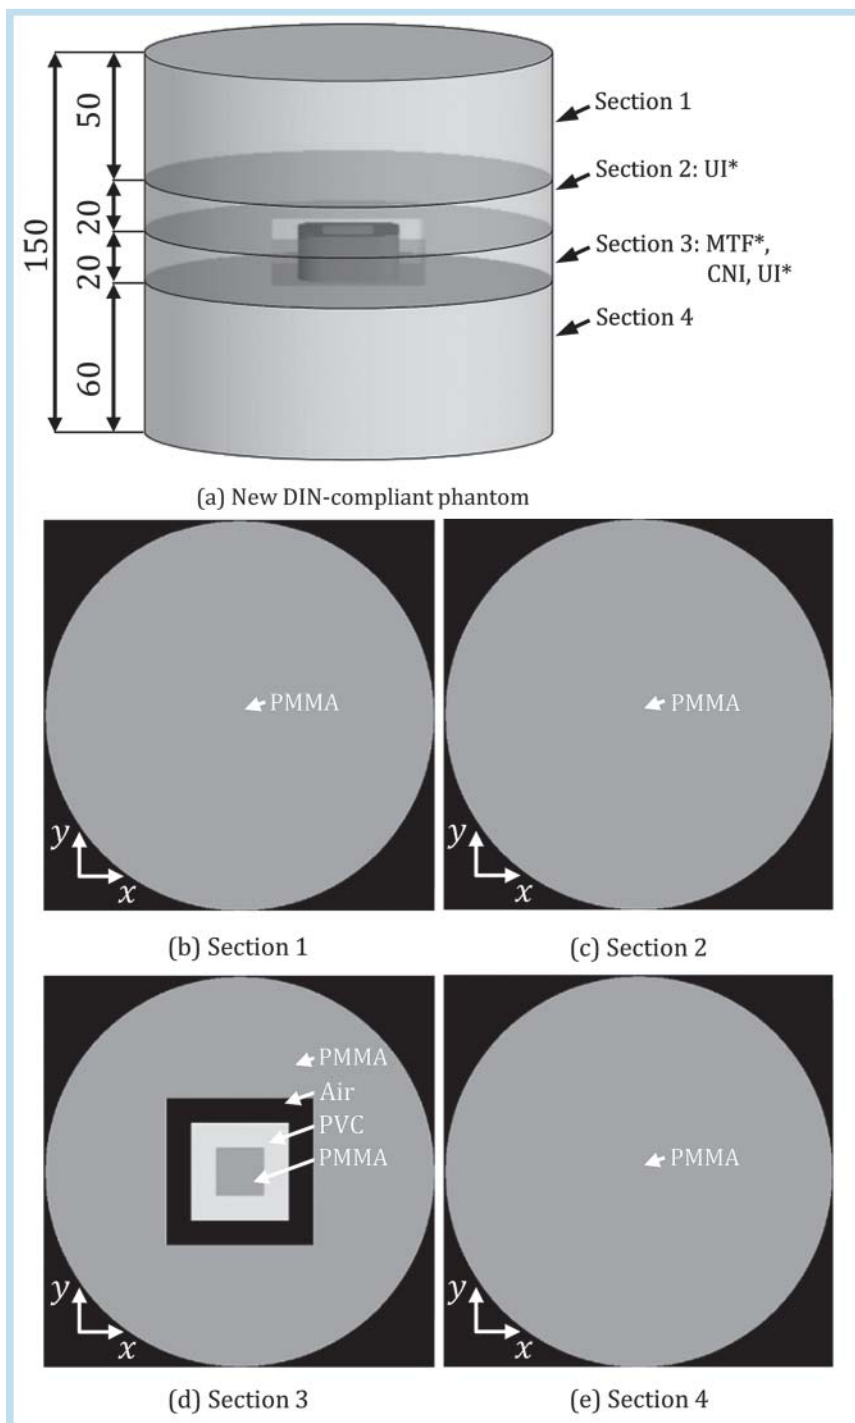 150
50
20
20
60
Section 1
Section 2: UI*
Section 3: MTF*,
CNI, UI*
Section 4
(a) New DIN-compliant phantom
PMMA
y
x
(b) Section 1
PMMA
y
x
(c) Section 2
PMMA
Air
PVC
PMMA
y
x
(d) Section 3
PMMA
y
x
(e) Section 4